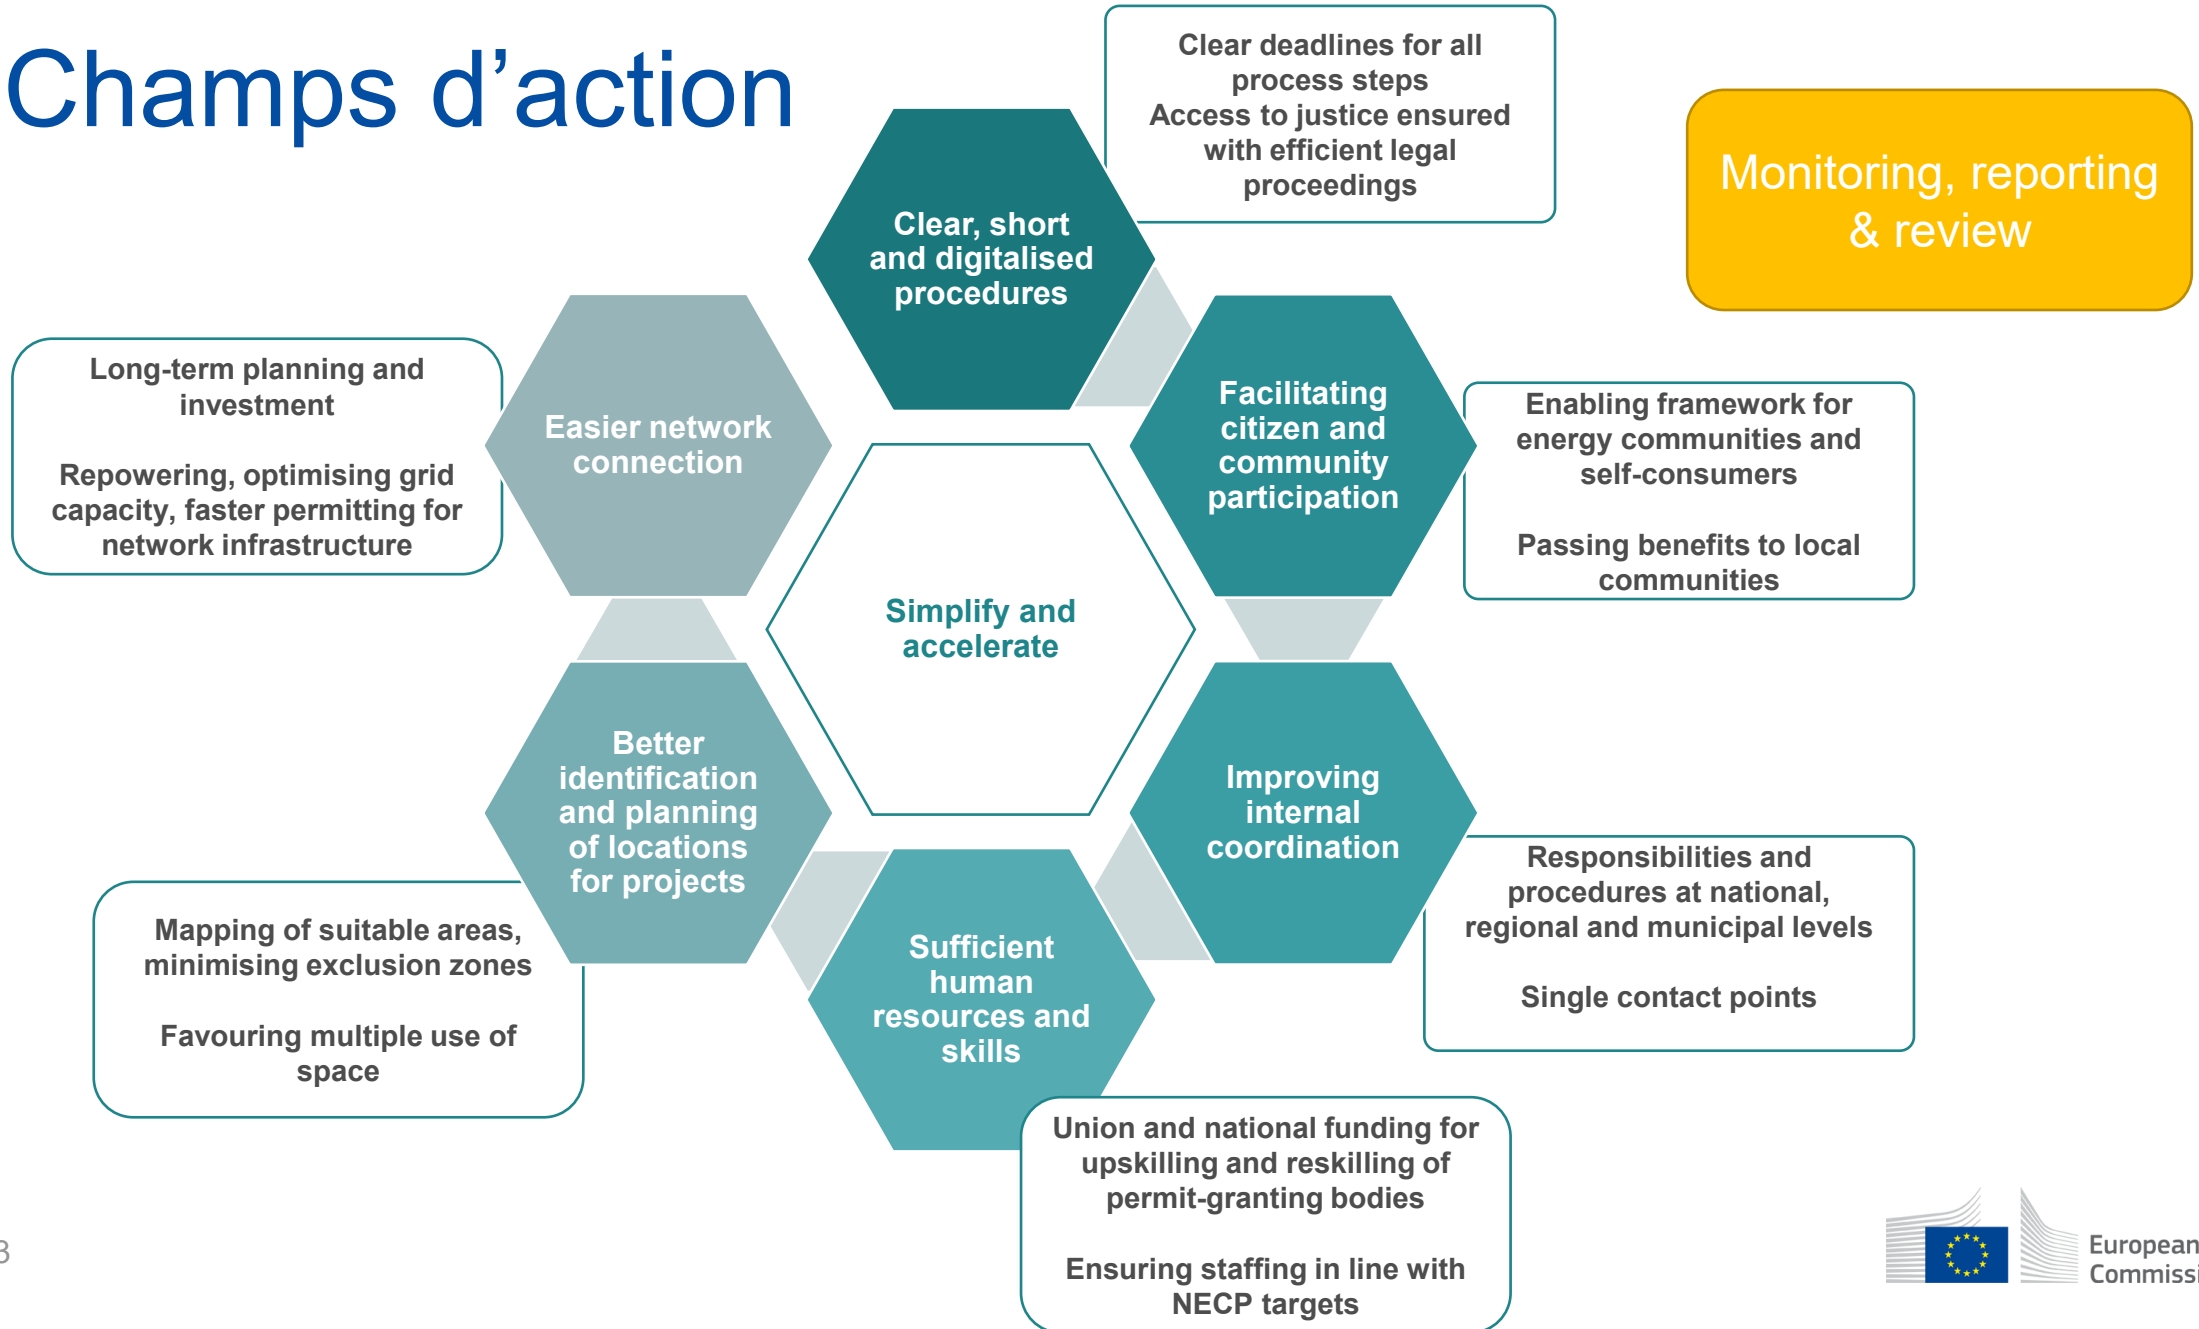 Champs d'action
Clear deadlines for all
process steps
Access to justice ensured
with efficient legal
proceedings
Monitoring, reporting
& review
Clear, short
and digitalised
procedures
Long-term planning and
investment
Repowering, optimising grid
capacity, faster permitting for
network infrastructure
Easier network
connection
Facilitating
citizen and
community
participation
Enabling framework for
energy communities and
self-consumers
Passing benefits to local
communities
Simplify and
accelerate
Better
identification
and planning
of locations
for projects
Improving
internal
coordination
Mapping of suitable areas,
minimising exclusion zones
Favouring multiple use of
space
Sufficient
human
resources and
skills
Responsibilities and
procedures at national,
regional and municipal levels
Single contact points
Union and national funding for
upskilling and reskilling of
permit-granting bodies
Ensuring staffing in line with
NECP targets
3
European
Commissi